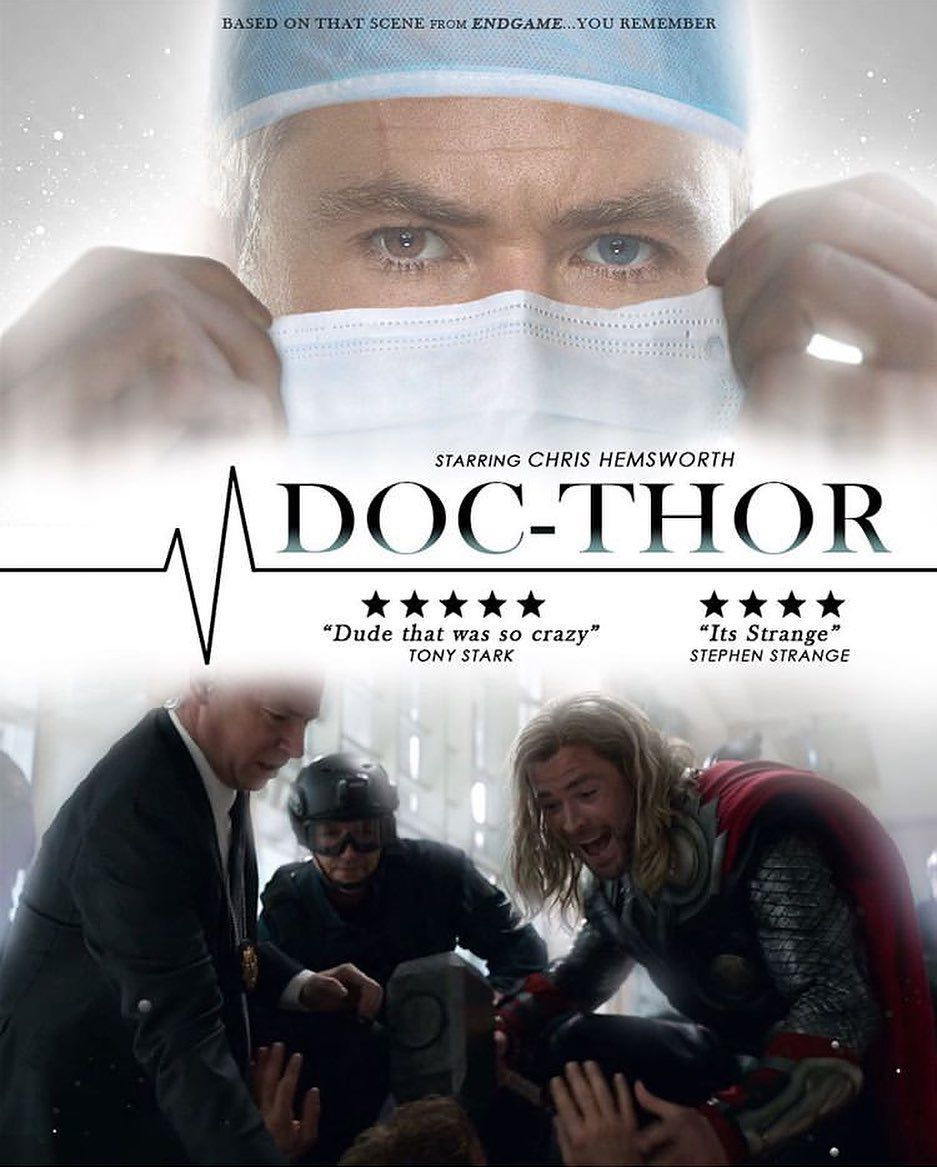 BASED ON THAT SCENE FROM ENDGAME...YOU REMEMBER
STARRING CHRIS HEMSWORTH
DOC-THOR
★★★★★
"Dude that was so crazy"
TONY STARK
★★★★
"Its Strange"
STEPHEN STRANGE